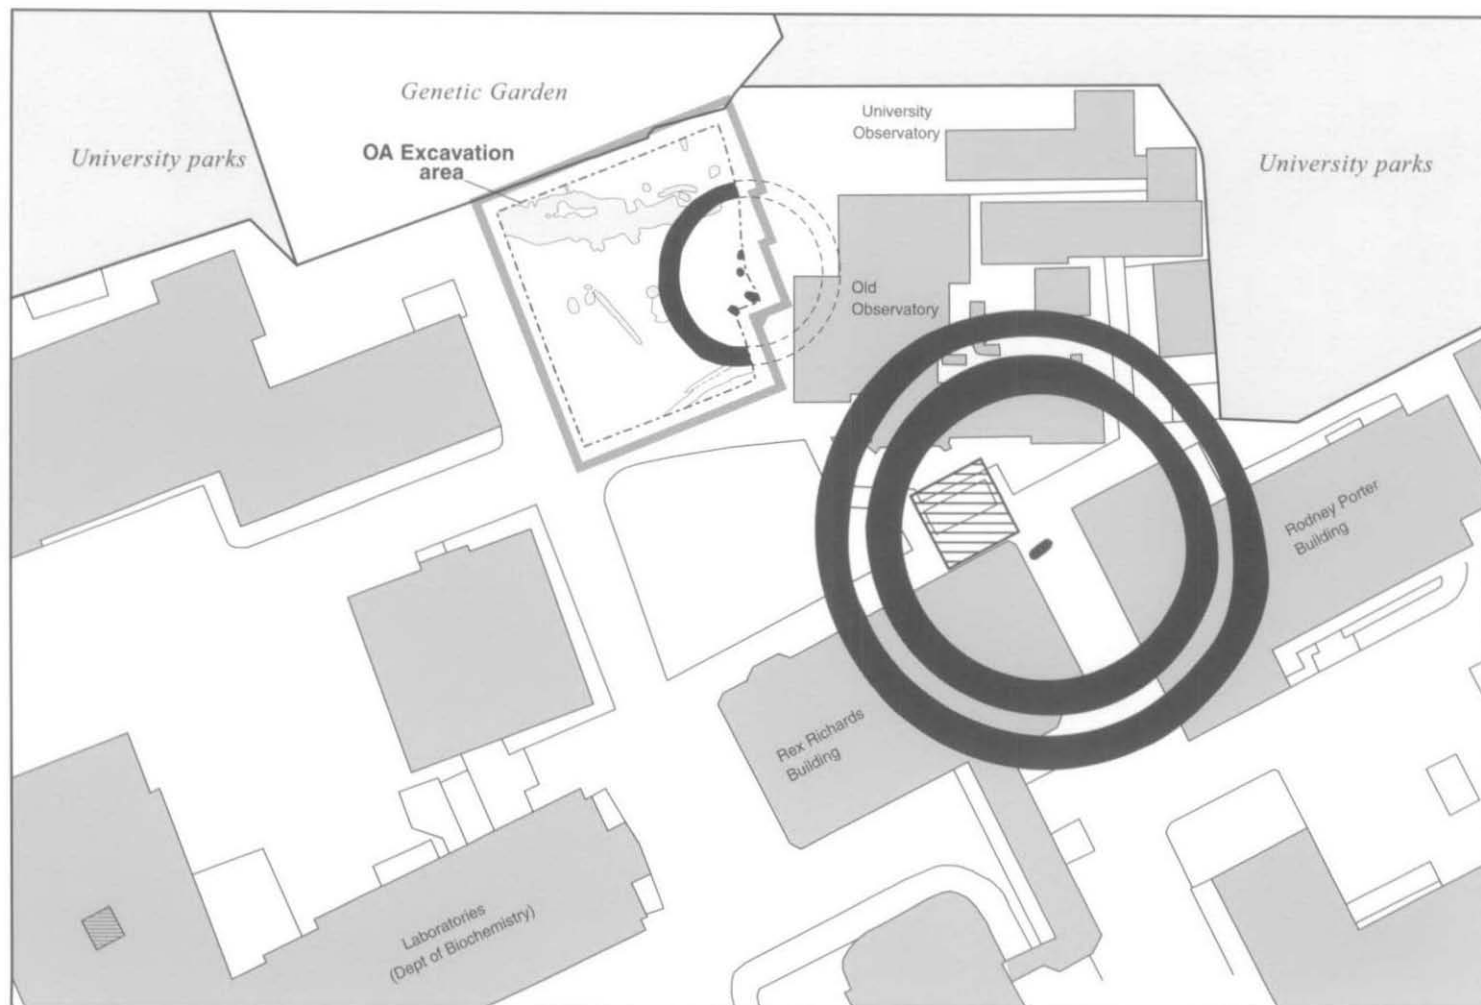 Genetic Garden
University parks
OA Excavation
area
University
Observatory
University parks
Old
Observatory
Rodney Porter
Building
Rex Richards
Building
Laboratories
(Dept of Biochemistry)